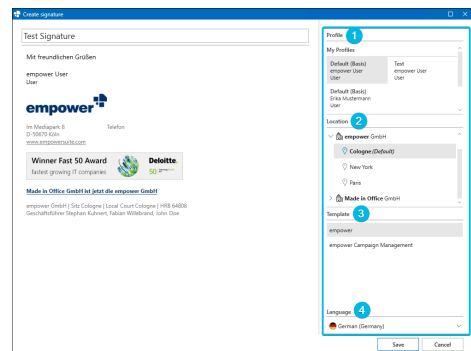 Create signature
Test Signature
Mit freundlichen Grüßen
empower User
User
empower
Im Mediapark 8 Telefon
D-50670 Köln
www.empowersuite.com
Winner Fast 50 Award
fastest growing IT companies
Deloitte.
50
Made in Office GmbH ist jetzt die empower GmbH
empower GmbH | Sitz Cologne | Local Court Cologne | HRB 64008
Geschäftsführer Stephan Kuhnert, Fabian Willebrand, John Doe
Profile 1
My Profiles
Default (Basis)
empower User
User
Test
empower User
User
Default (Basis)
Erika Mustermann
User
Location 2
empower GmbH
Cologne (Default)
New York
Paris
Made in Office GmbH
Template 3
empower
empower Campaign Management
Language 4
German (Germany)
Save Cancel